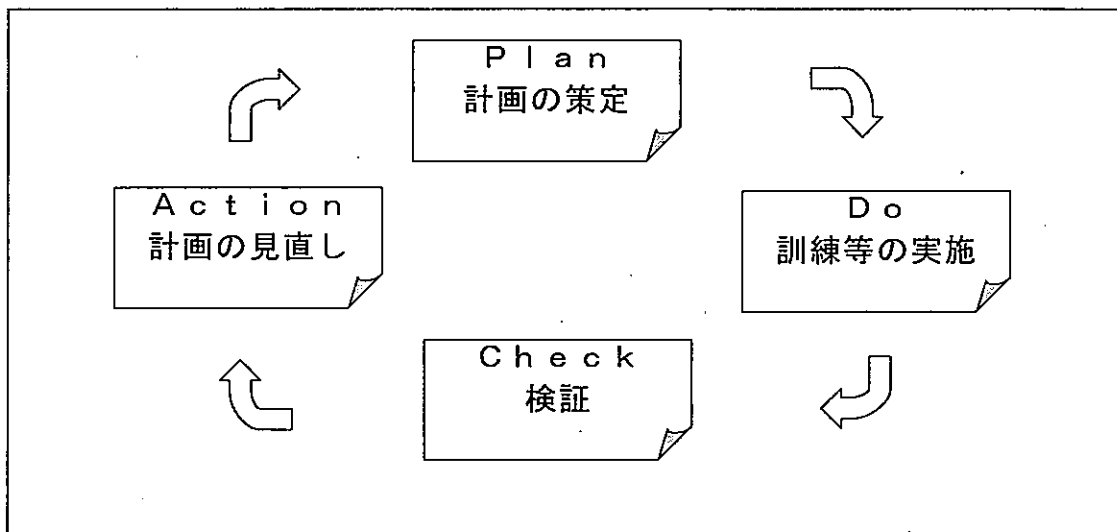 Ｐｌａｎ
計画の策定
Ｄｏ
訓練等の実施
Ｃｈｅｃｋ
検証
Ａｃｔｉｏｎ
計画の見直し